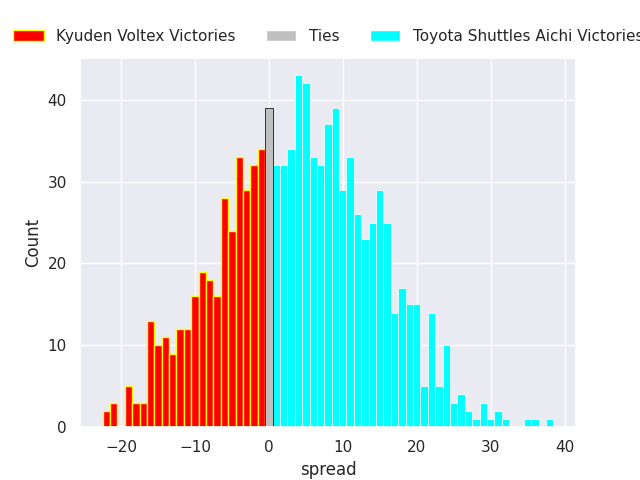 Kyuden Voltex Victories Ties Toyota Shuttles Aichi Victories
40
30
20
10
0
Count
−20 −10 0 10 20 30 40
spread